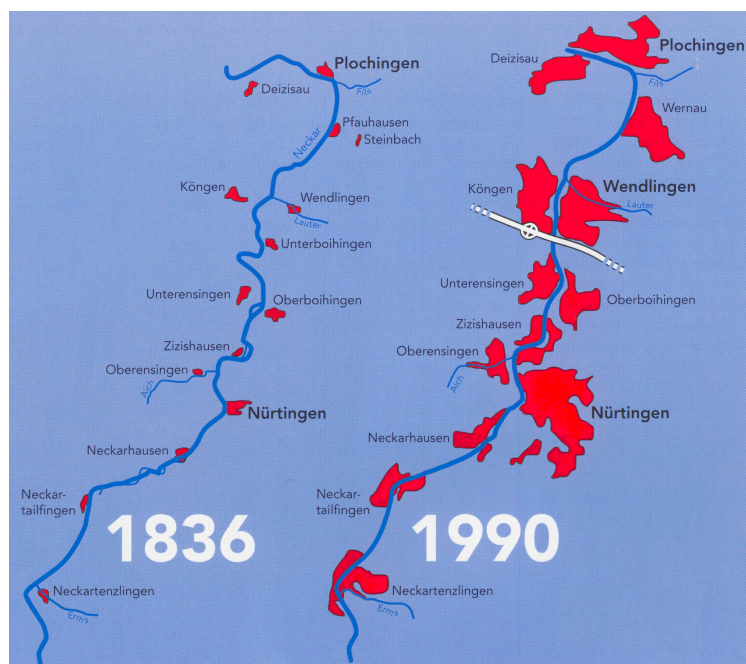 Plochingen
Fils
Deizisau
Pfauhausen
Steinbach
Neckar
Köngen
Wendlingen
Lauter
Unterboihingen
Unterensingen
Oberboihingen
Zizishausen
Oberensingen
Aich
Nürtingen
Neckarhausen
Neckar-
tailfingen
1836
Neckartenzlingen
Erms
Plochingen
Deizisau
Fils
Wernau
Köngen
Wendlingen
Lauter
Unterensingen
Oberboihingen
Zizishausen
Oberensingen
Aich
Nürtingen
Neckarhausen
Neckar-
tailfingen
1990
Neckartenzlingen
Erms